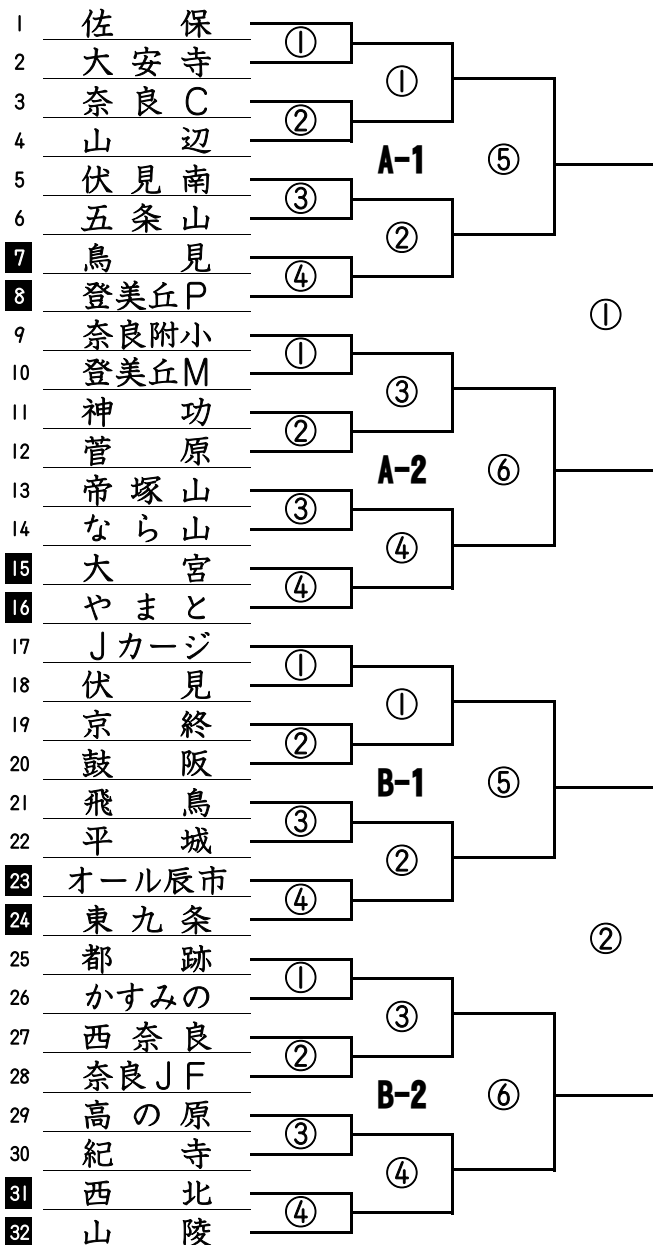 1 佐保
2 大安寺
①
①
3 奈良C
4 山辺
②
A-1
⑤
5 伏見南
6 五条山
③
②
7 鳥見
8 登美丘P
④
①
9 奈良附小
10 登美丘M
①
③
11 神功
12 菅原
②
A-2
⑥
13 帝塚山
14 なら山
③
④
15 大宮
16 やまと
④
17 Jカージ
18 伏見
①
①
19 京終
20 鼓阪
②
B-1
⑤
21 飛鳥
22 平城
③
②
23 オール辰市
24 東九条
④
②
25 都跡
26 かすみの
①
③
27 西奈良
28 奈良JF
②
B-2
⑥
29 高の原
30 紀寺
③
④
31 西北
32 山陵
④